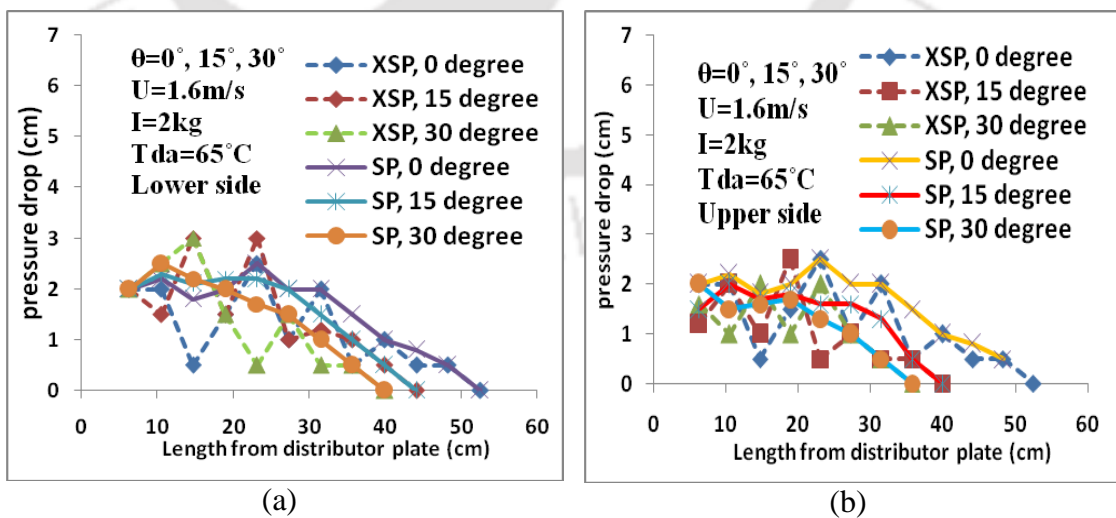 7
6
5
4
3
2
1
0
pressure drop (cm)
θ=0˚, 15˚, 30˚
U=1.6m/s
I=2kg
Tda=65˚C
Lower side
XSP, 0 degree
XSP, 15 degree
XSP, 30 degree
SP, 0 degree
SP, 15 degree
SP, 30 degree
0 10 20 30 40 50 60
Length from distributor plate (cm)
(a)
7
6
5
4
3
2
1
0
pressure drop (cm)
θ=0˚, 15˚, 30˚
U=1.6m/s
I=2kg
Tda=65˚C
Upper side
XSP, 0 degree
XSP, 15 degree
XSP, 30 degree
SP, 0 degree
SP, 15 degree
SP, 30 degree
0 10 20 30 40 50 60
Length from distributor plate (cm)
(b)